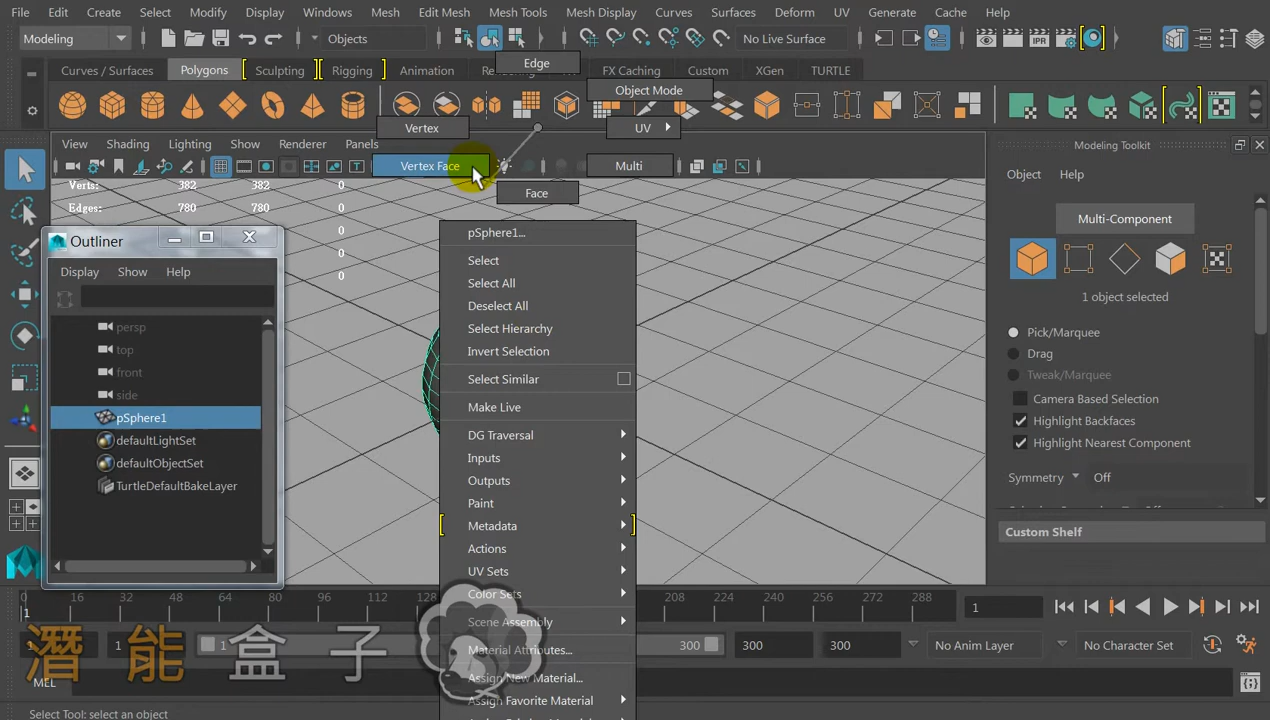 File Edit Create Select Modify Display Windows Mesh Edit Mesh Mesh Tools Mesh Display Curves Surfaces Deform UV Generate Cache Help
Modeling Objects No Live Surface
Edge
Curves / Surfaces Polygons Sculpting Rigging Animation FX Caching Custom XGen TURTLE
Object Mode
Vertex UV
View Shading Lighting Show Renderer Panels
Modeling Toolkit
Vertex Face Multi
Object Help
Verts: 382 382 0
Face
Edges: 780 780 0
Multi-Component
0
0
0
Outliner
pSphere1...
Display Show Help
Select
Select All
Deselect All
1 object selected
persp
Select Hierarchy
Pick/Marquee
top
Invert Selection
Drag
front
Select Similar
Tweak/Marquee
side
Camera Based Selection
pSphere1
Make Live
Highlight Backfaces
defaultLightSet
DG Traversal
Highlight Nearest Component
defaultObjectSet
Inputs
Symmetry Off
TurtleDefaultBakeLayer
Outputs
Paint
Metadata
Custom Shelf
Actions
UV Sets
Color Sets
0 16 32 48 64 80 96 112 128 144 208 224 240 256 272 288
1 1
Scene Assembly
1 1 1 300 300 300 No Anim Layer No Character Set
Material Attributes...
潛能盒子
MEL
Assign New Material...
Assign Favorite Material
Select Tool: select an object